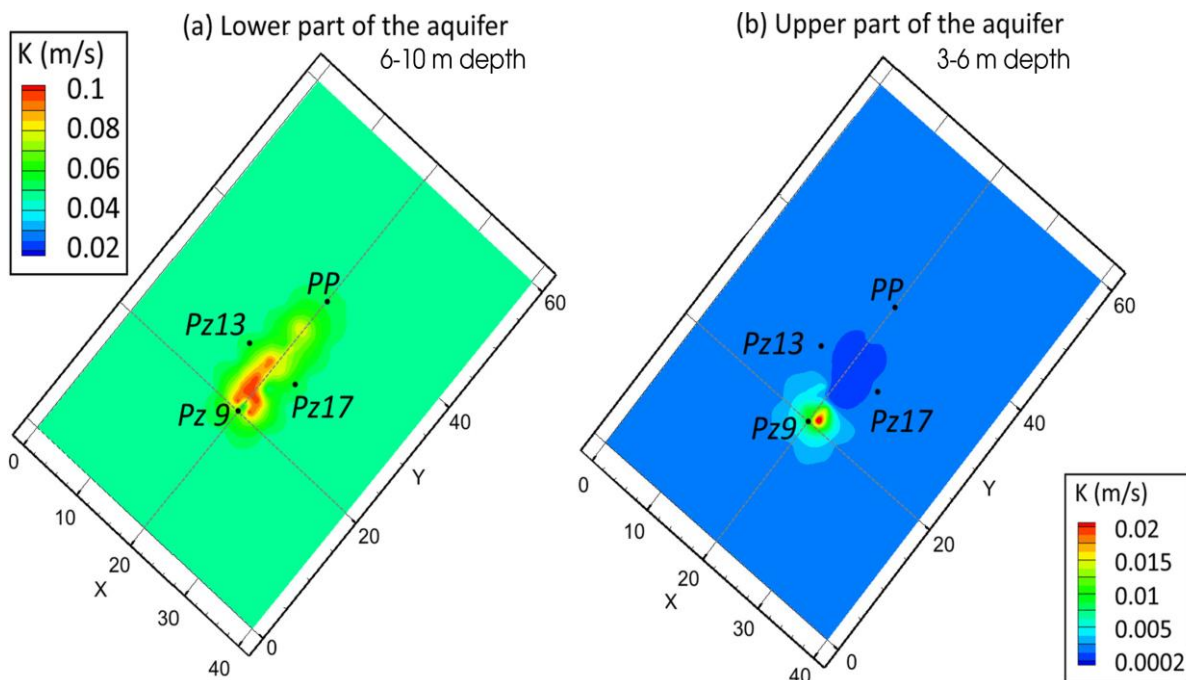 (a) Lower part of the aquifer
6-10 m depth
K (m/s)
0.1
0.08
0.06
0.04
0.02
PP
Pz13
Pz 9
Pz17
0
10
20
30
40
X
0
20
40
60
Y
(b) Upper part of the aquifer
3-6 m depth
PP
Pz13
Pz9
Pz17
0
10
20
30
40
X
0
20
40
60
Y
K (m/s)
0.02
0.015
0.01
0.005
0.0002